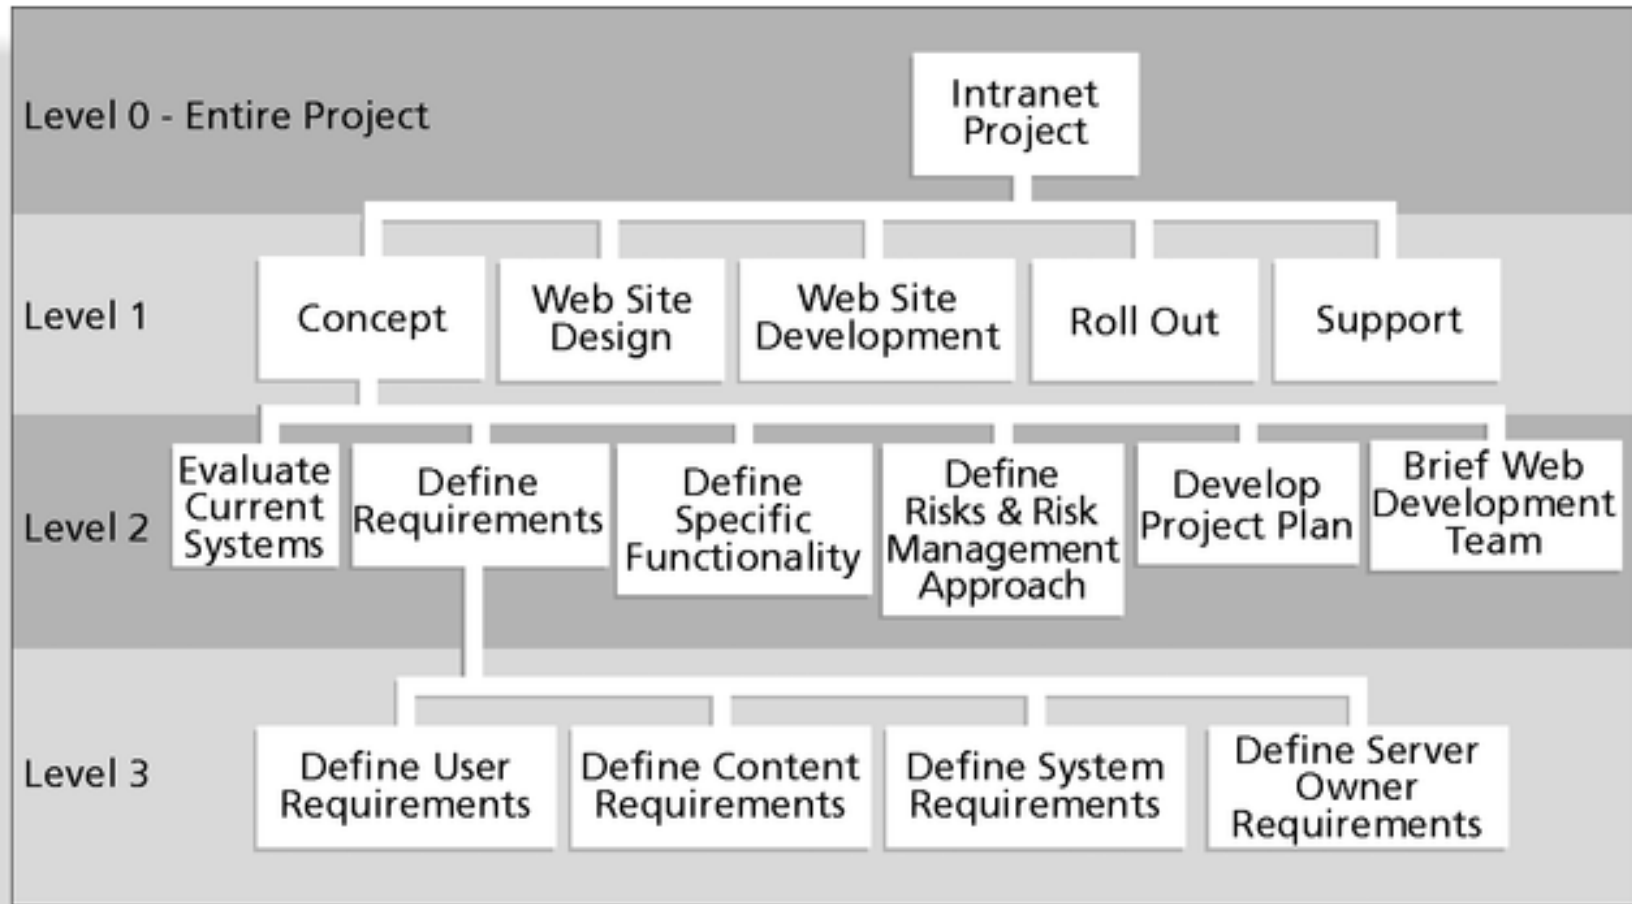 Level 0 - Entire Project
Intranet
Project
Level 1
Concept
Web Site
Design
Web Site
Development
Roll Out
Support
Level 2
Evaluate
Current
Systems
Define
Requirements
Define
Specific
Functionality
Define
Risks & Risk
Management
Approach
Develop
Project Plan
Brief Web
Development
Team
Level 3
Define User
Requirements
Define Content
Requirements
Define System
Requirements
Define Server
Owner
Requirements